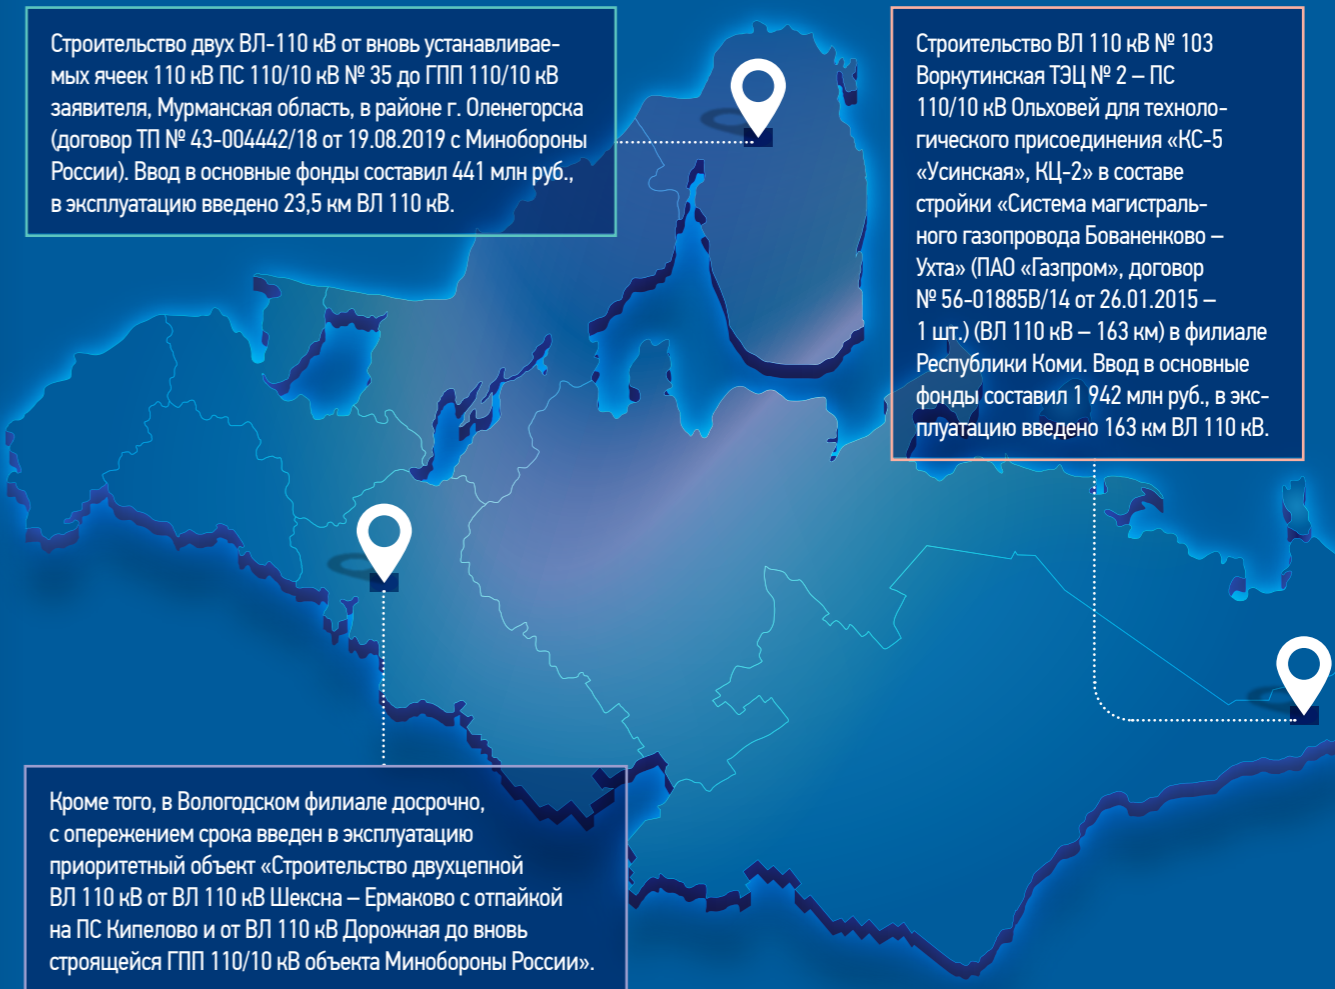 Строительство двух ВЛ-110 кВ от вновь устанавливае-
мых ячеек 110 кВ ПС 110/10 кВ № 35 до ГПП 110/10 кВ
заявителя, Мурманская область, в районе г. Оленегорска
(договор ТП № 43-004442/18 от 19.08.2019 с Минобороны
России). Ввод в основные фонды составил 441 млн руб.,
в эксплуатацию введено 23,5 км ВЛ 110 кВ.
Строительство ВЛ 110 кВ № 103
Воркутинская ТЭЦ № 2 – ПС
110/10 кВ Ольховей для техноло-
гического присоединения «КС-5
«Усинская», КЦ-2» в составе
стройки «Система магистраль-
ного газопровода Бованенково –
Ухта» (ПАО «Газпром», договор
№ 56-01885В/14 от 26.01.2015 –
1 шт.) (ВЛ 110 кВ – 163 км) в филиале
Республики Коми. Ввод в основные
фонды составил 1 942 млн руб., в экс-
плуатацию введено 163 км ВЛ 110 кВ.
Кроме того, в Вологодском филиале досрочно,
с опережением срока введен в эксплуатацию
приоритетный объект «Строительство двухцепной
ВЛ 110 кВ от ВЛ 110 кВ Шексна – Ермаково с отпайкой
на ПС Кипелово и от ВЛ 110 кВ Дорожная до вновь
строящейся ГПП 110/10 кВ объекта Минобороны России».